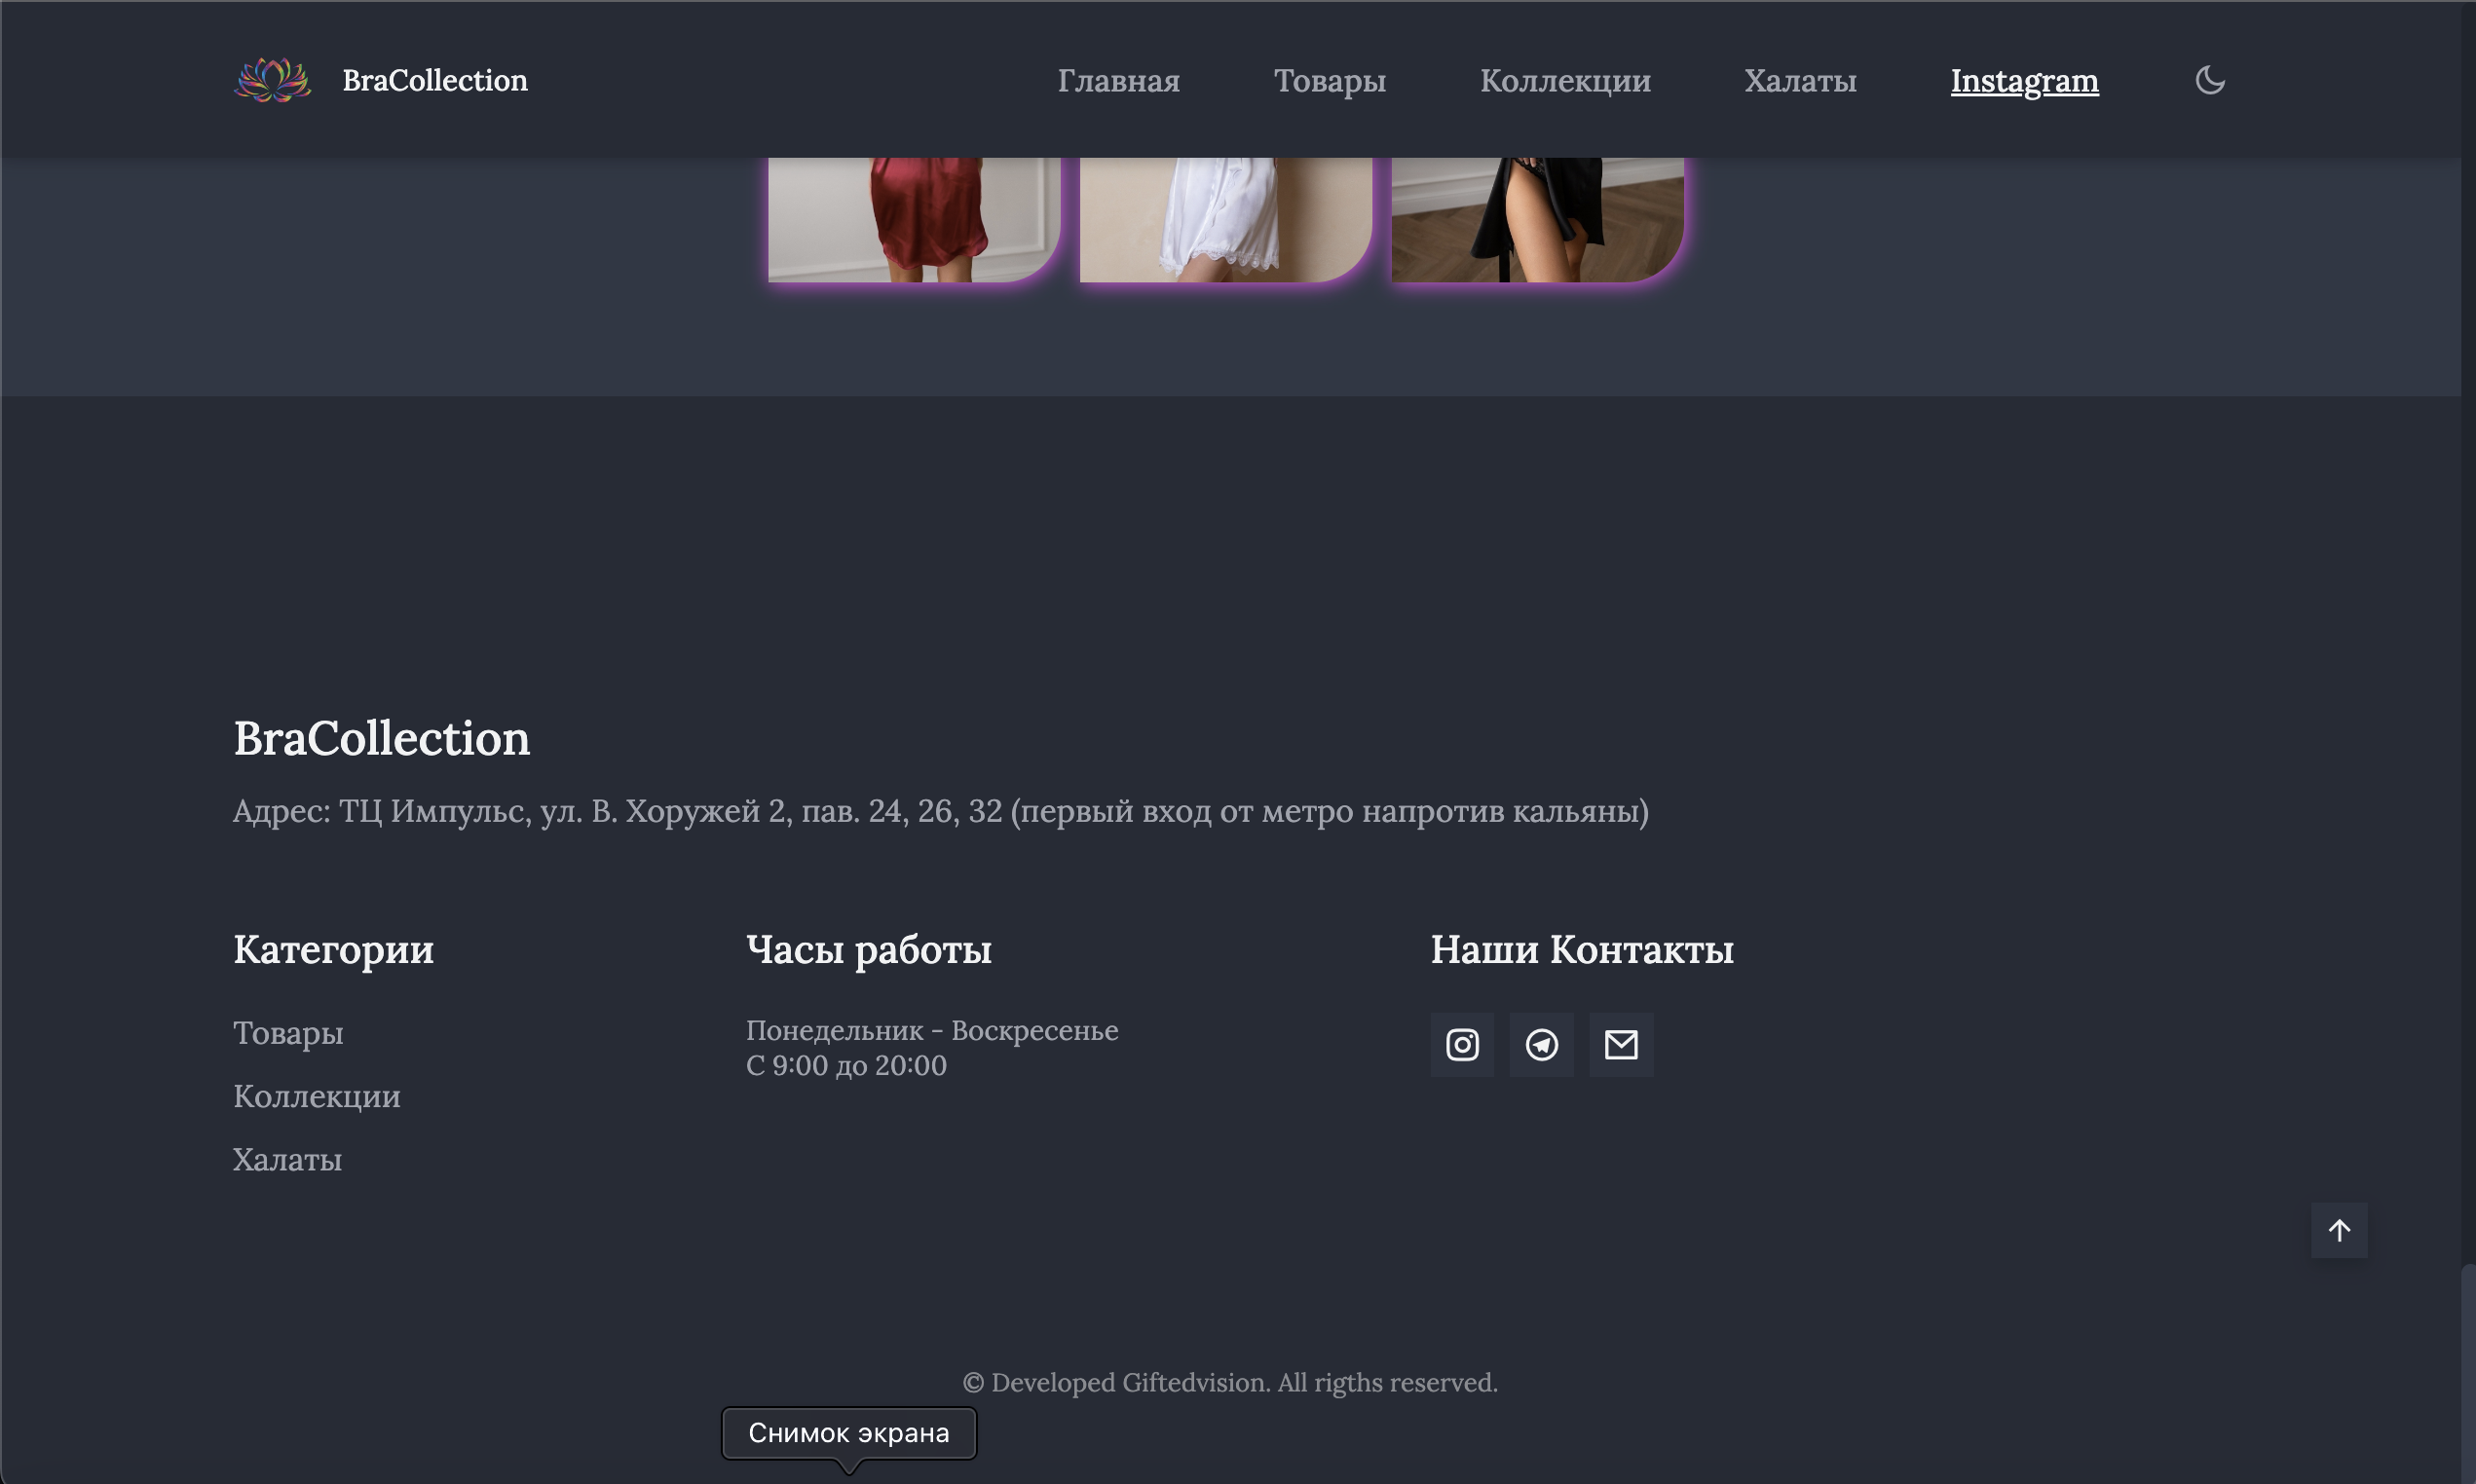 BraCollection
Главная
Товары
Коллекции
Халаты
Instagram
BraCollection
Адрес: ТЦ Импульс, ул. В. Хоружей 2, пав. 24, 26, 32 (первый вход от метро напротив кальяны)
Категории
Товары
Коллекции
Халаты
Часы работы
Понедельник - Воскресенье
С 9:00 до 20:00
Наши Контакты
© Developed Giftedvision. All rigths reserved.
Снимок экрана